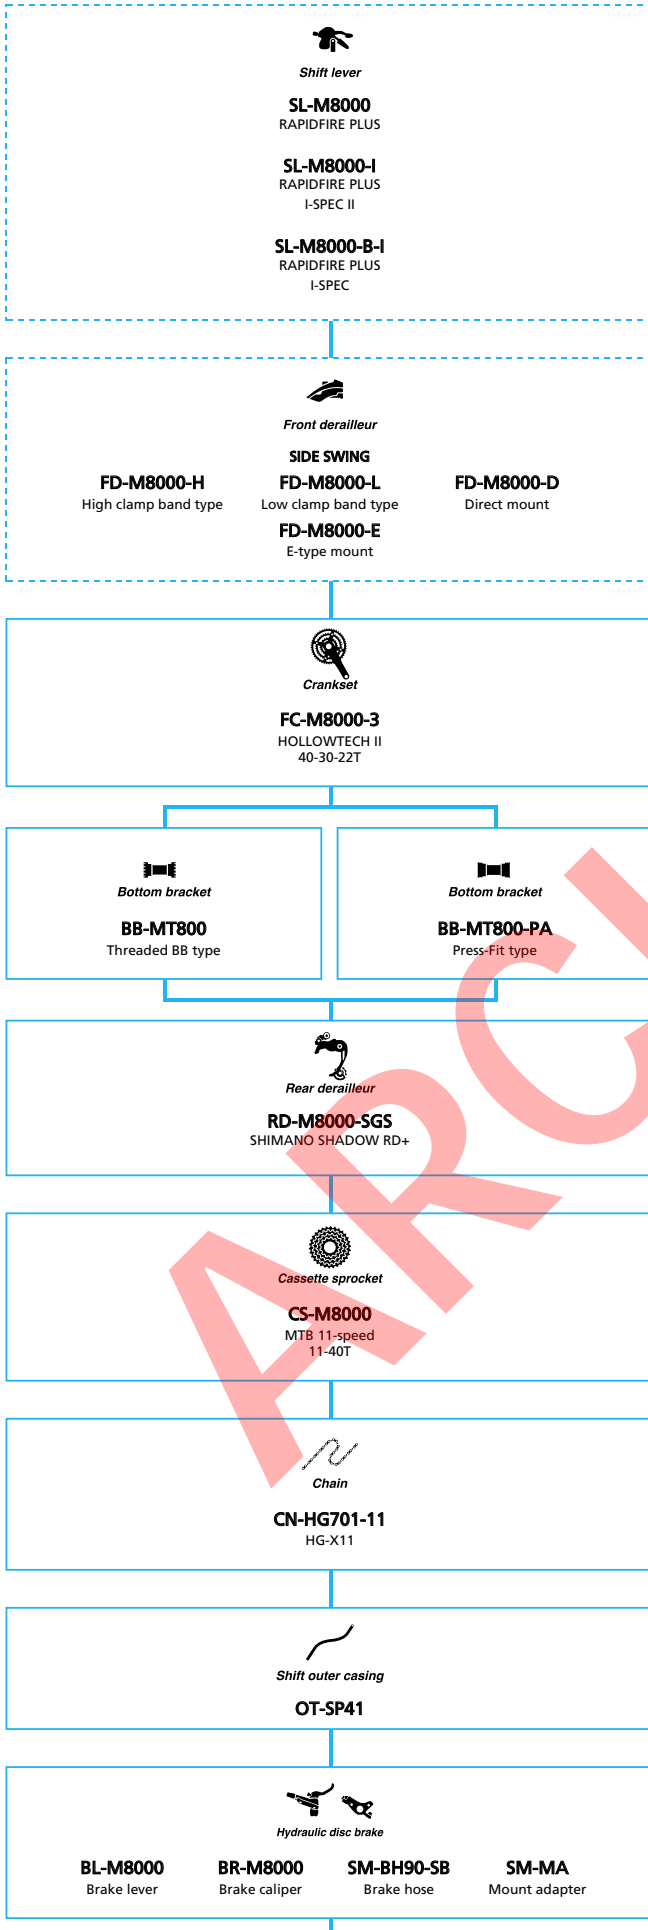 Shift lever
SL-M8000
RAPIDFIRE PLUS
SL-M8000-I
RAPIDFIRE PLUS
I-SPEC II
SL-M8000-B-I
RAPIDFIRE PLUS
I-SPEC
Front derailleur
SIDE SWING
FD-M8000-H FD-M8000-L FD-M8000-D
High clamp band type Low clamp band type Direct mount
FD-M8000-E
E-type mount
Crankset
FC-M8000-3
HOLLOWTECH II
40-30-22T
Bottom bracket Bottom bracket
BB-MT800 BB-MT800-PA
Threaded BB type Press-Fit type
Rear derailleur
RD-M8000-SGS
SHIMANO SHADOW RD+
Cassette sprocket
CS-M8000
MTB 11-speed
11-40T
Chain
CN-HG701-11
HG-X11
Shift outer casing
OT-SP41
Hydraulic disc brake
BL-M8000 BR-M8000 SM-BH90-SB SM-MA
Brake lever Brake caliper Brake hose Mount adapter